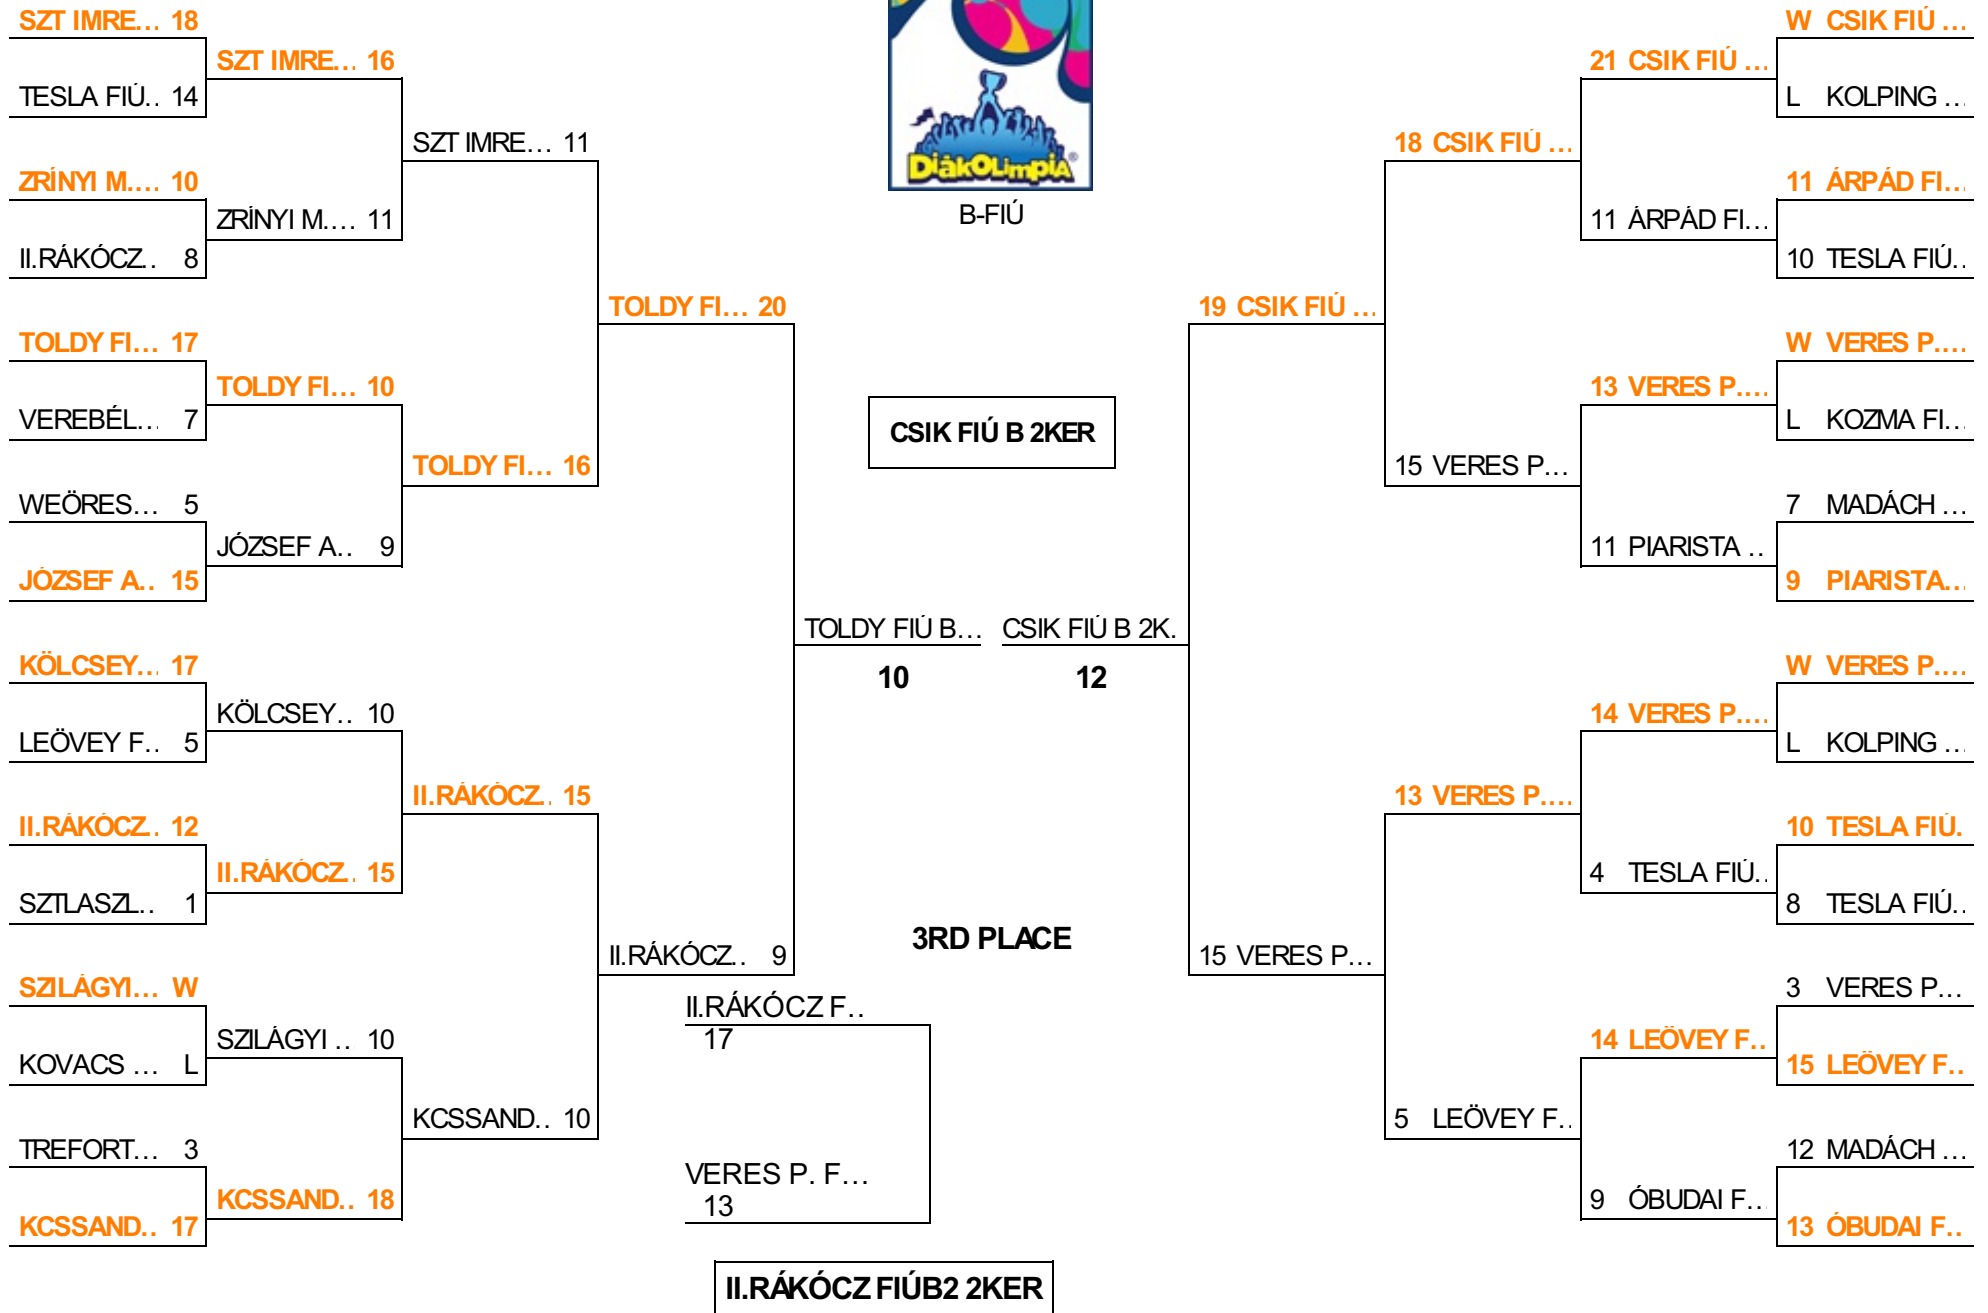 SZT IMRE... 18
TESLA FIÚ.. 14
ZRÍNYI M.... 10
II.RÁKÓCZ.. 8
TOLDY FI... 17
VEREBÉL... 7
WEÖRES... 5
JÓZSEF A.. 15
KÖLCSEY... 17
LEÖVEY F.. 5
II.RÁKÓCZ.. 12
SZTLASZL.. 1
SZILÁGYI... W
KOVACS ... L
TREFORT... 3
KCSSAND.. 17
SZT IMRE... 16
ZRÍNYI M.... 11
TOLDY FI... 10
JÓZSEF A.. 9
KÖLCSEY.. 10
II.RÁKÓCZ.. 15
SZILÁGYI .. 10
KCSSAND.. 18
SZT IMRE... 11
TOLDY FI... 16
II.RÁKÓCZ.. 15
KCSSAND.. 10
TOLDY FI... 20
II.RÁKÓCZ.. 9
DiákOLimpiA®
B-FIÚ
CSIK FIÚ B 2KER
TOLDY FIÚ B...
10
CSIK FIÚ B 2K.
12
3RD PLACE
II.RÁKÓCZ F..
17
VERES P. F...
13
II.RÁKÓCZ FIÚB2 2KER
19 CSIK FIÚ ...
15 VERES P...
18 CSIK FIÚ ...
15 VERES P...
13 VERES P....
5 LEÖVEY F..
21 CSIK FIÚ ...
11 ÁRPÁD FI...
13 VERES P....
11 PIARISTA ..
14 VERES P....
4 TESLA FIÚ..
14 LEÖVEY F..
9 ÓBUDAI F...
W CSIK FIÚ ...
L KOLPING ...
11 ÁRPÁD FI...
10 TESLA FIÚ..
W VERES P....
L KOZMA FI...
7 MADÁCH ...
9 PIARISTA...
W VERES P....
L KOLPING ...
10 TESLA FIÚ.
8 TESLA FIÚ..
3 VERES P...
15 LEÖVEY F..
12 MADÁCH ...
13 ÓBUDAI F..